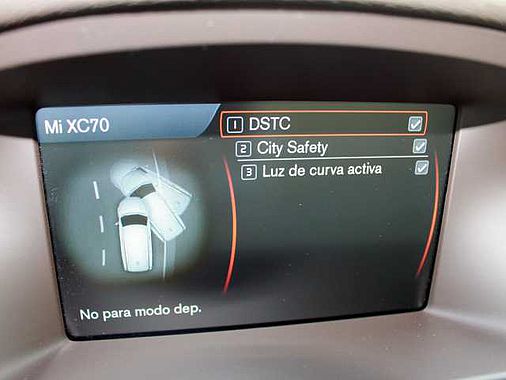 Mi XC70
1 DSTC
2 City Safety
3 Luz de curva activa
No para modo dep.